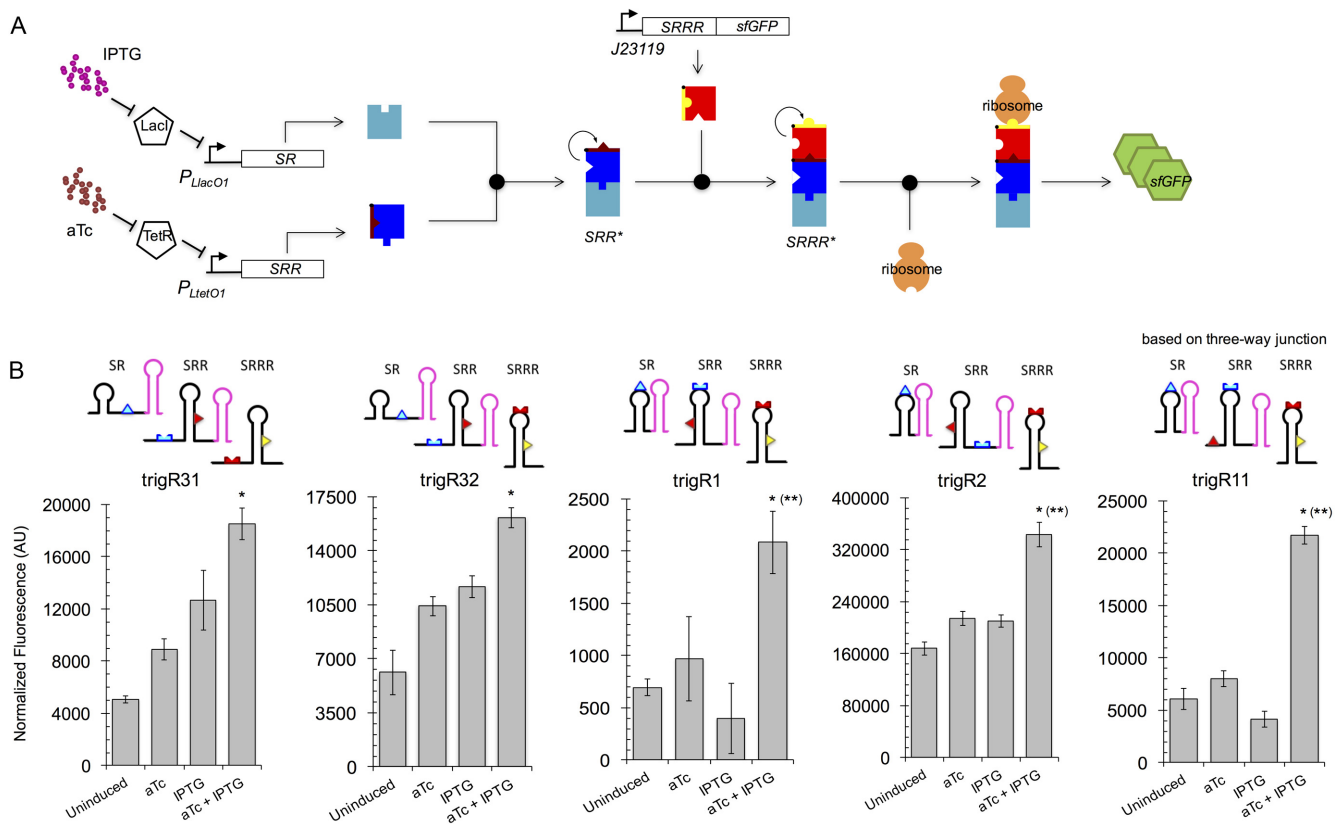 A
IPTG
LacI
P LlacO1
SR
aTc
TetR
P LtetO1
SRR
SRR*
J23119
SRRR sfGFP
SRRR*
ribosome
ribosome
sfGFP
B
based on three-way junction
SR SRR SRRR
SR SRR SRRR
SR SRR SRRR
SR SRR SRRR
SR SRR SRRR
trigR31
trigR32
trigR1
trigR2
trigR11
Normalized Fluorescence (AU)
20000
16000
12000
8000
4000
0
*
Uninduced
aTc
IPTG
aTc + IPTG
17500
14000
10500
7000
3500
0
*
Uninduced
aTc
IPTG
aTc + IPTG
2500
2000
1500
1000
500
0
* (**)
Uninduced
aTc
IPTG
aTc + IPTG
400000
320000
240000
160000
80000
0
* (**)
Uninduced
aTc
IPTG
aTc + IPTG
25000
20000
15000
10000
5000
0
* (**)
Uninduced
aTc
IPTG
aTc + IPTG